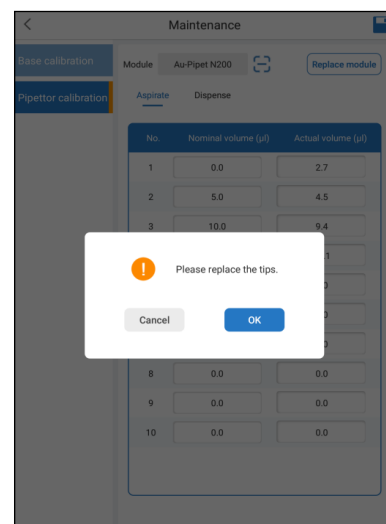 Maintenance
Base calibration
Pipettor calibration
Module Au-Pipet N200 Replace module
Aspirate Dispense
No. Nominal volume (μl) Actual volume (μl)
1 0.0 2.7
2 5.0 4.5
3 10.0 9.4
Please replace the tips.
Cancel OK
8 0.0 0.0
9 0.0 0.0
10 0.0 0.0